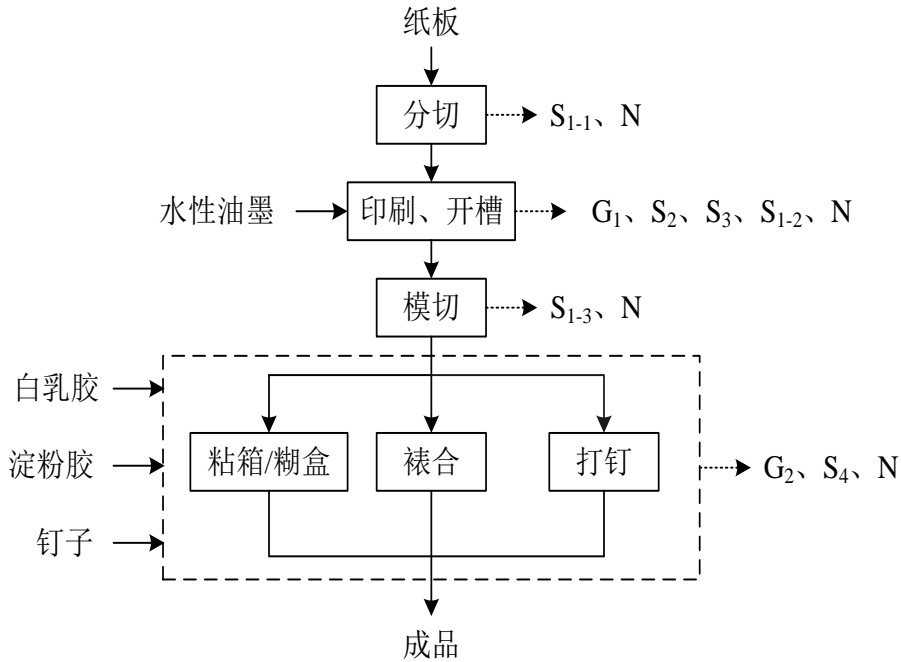 纸板
分切
S₁₋₁、N
水性油墨
印刷、开槽
G₁、S₂、S₃、S₁₋₂、N
模切
S₁₋₃、N
白乳胶
淀粉胶
钉子
粘箱/糊盒
裱合
打钉
G₂、S₄、N
成品